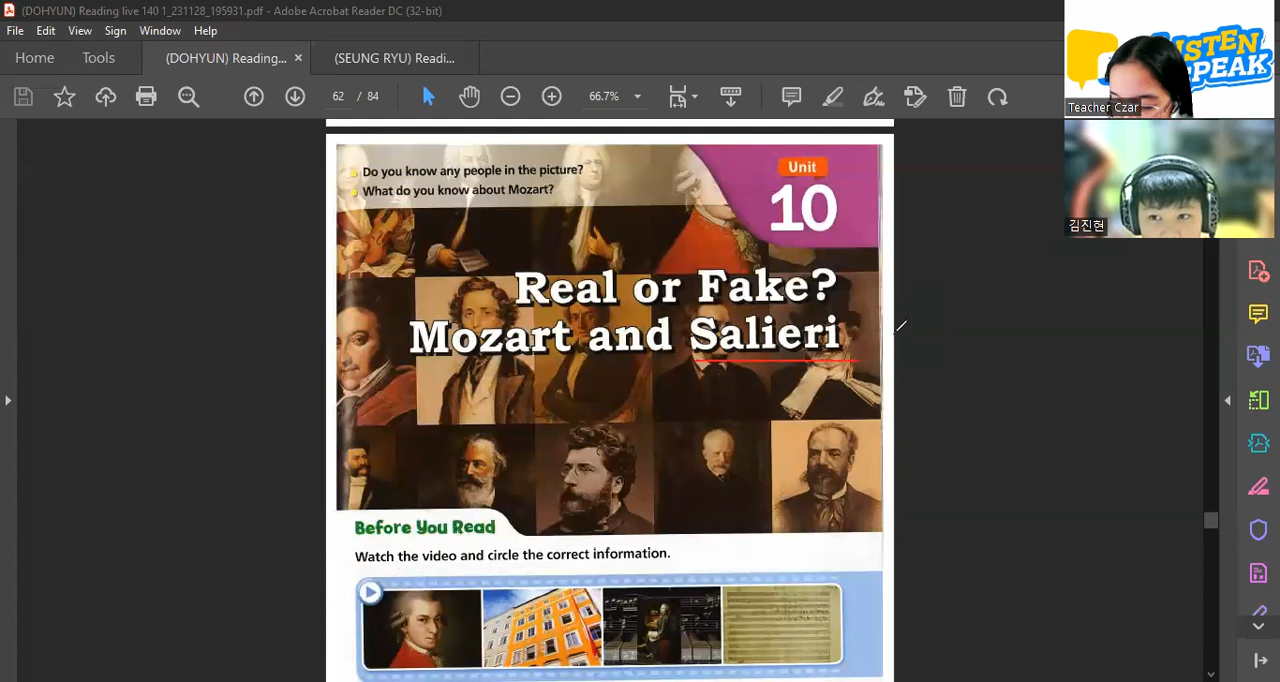 (DOHYUN) Reading live 140 1_231128_195931.pdf - Adobe Acrobat Reader DC (32-bit)
File Edit View Sign Window Help
Home Tools (DOHYUN) Reading... × (SEUNG RYU) Readi...
62 / 84 66.7%
LISTEN
SPEAK
Teacher Czar
김진현
Do you know any people in the picture?
What do you know about Mozart?
Unit
10
Real or Fake?
Mozart and Salieri
Before You Read
Watch the video and circle the correct information.